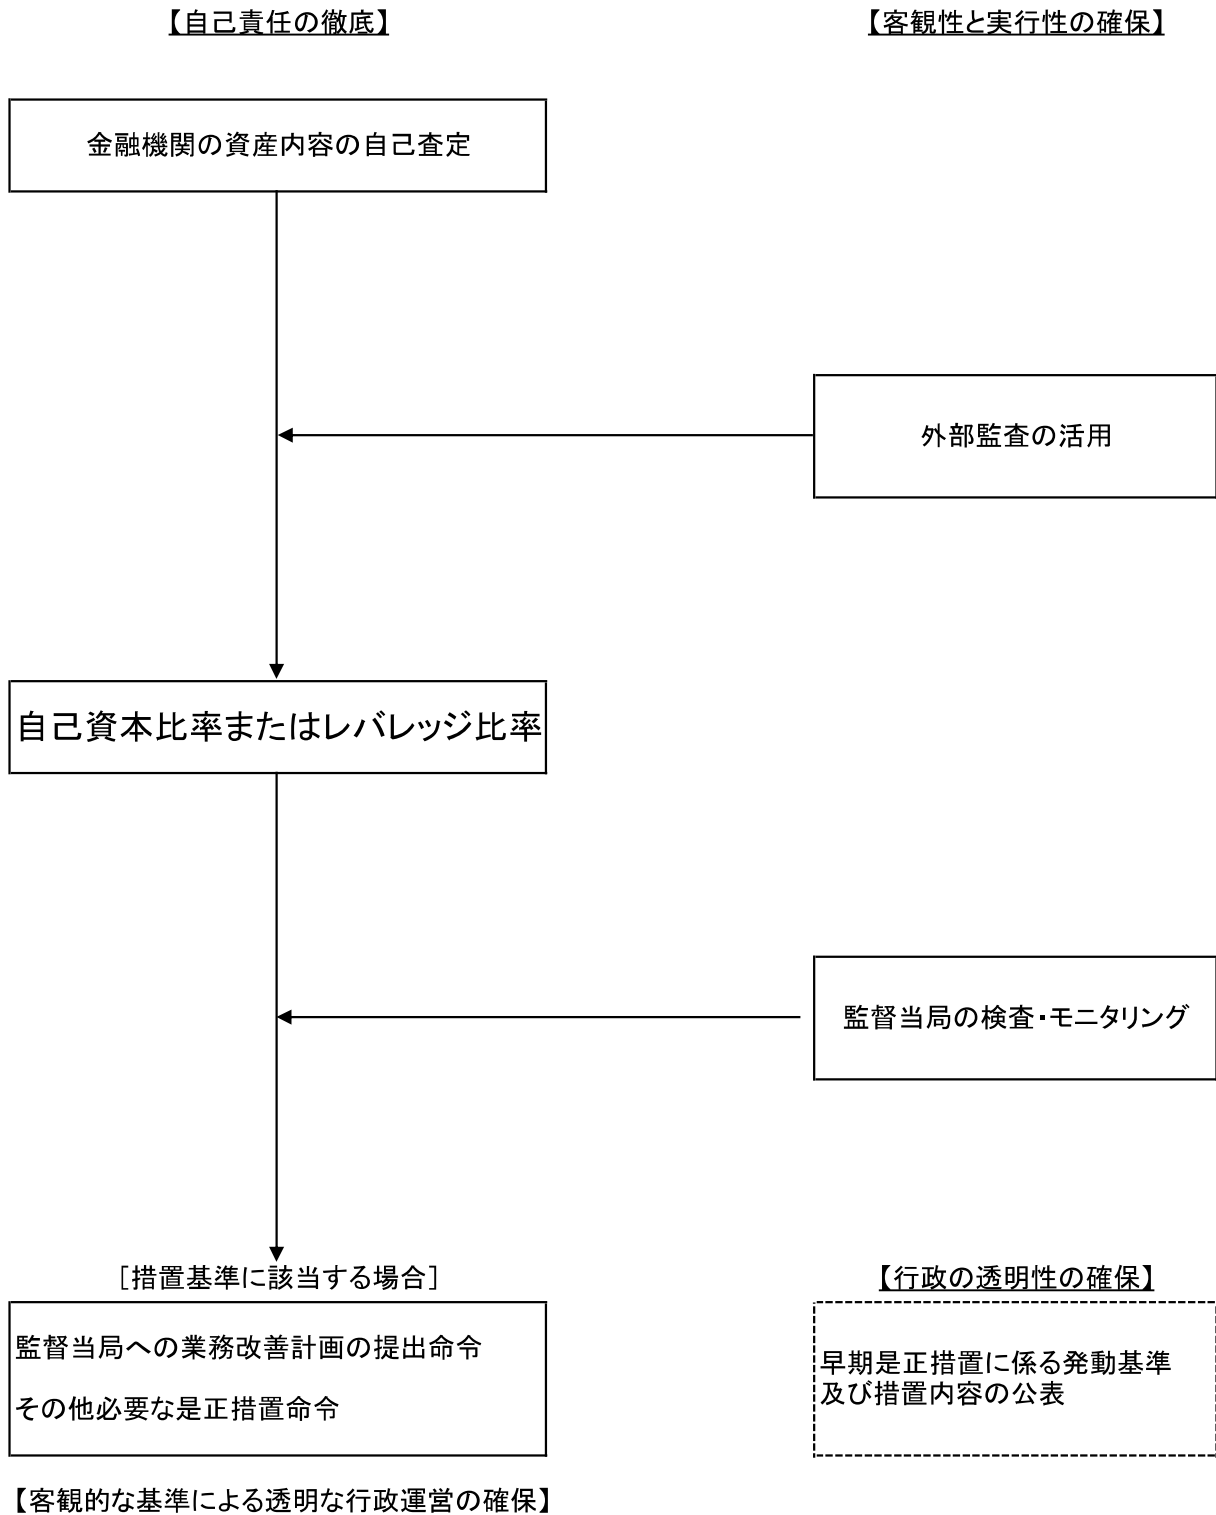 【自己責任の徹底】
【客観性と実行性の確保】
金融機関の資産内容の自己査定
外部監査の活用
自己資本比率またはレバレッジ比率
監督当局の検査・モニタリング
[措置基準に該当する場合]
【行政の透明性の確保】
監督当局への業務改善計画の提出命令
その他必要な是正措置命令
早期是正措置に係る発動基準
及び措置内容の公表
【客観的な基準による透明な行政運営の確保】